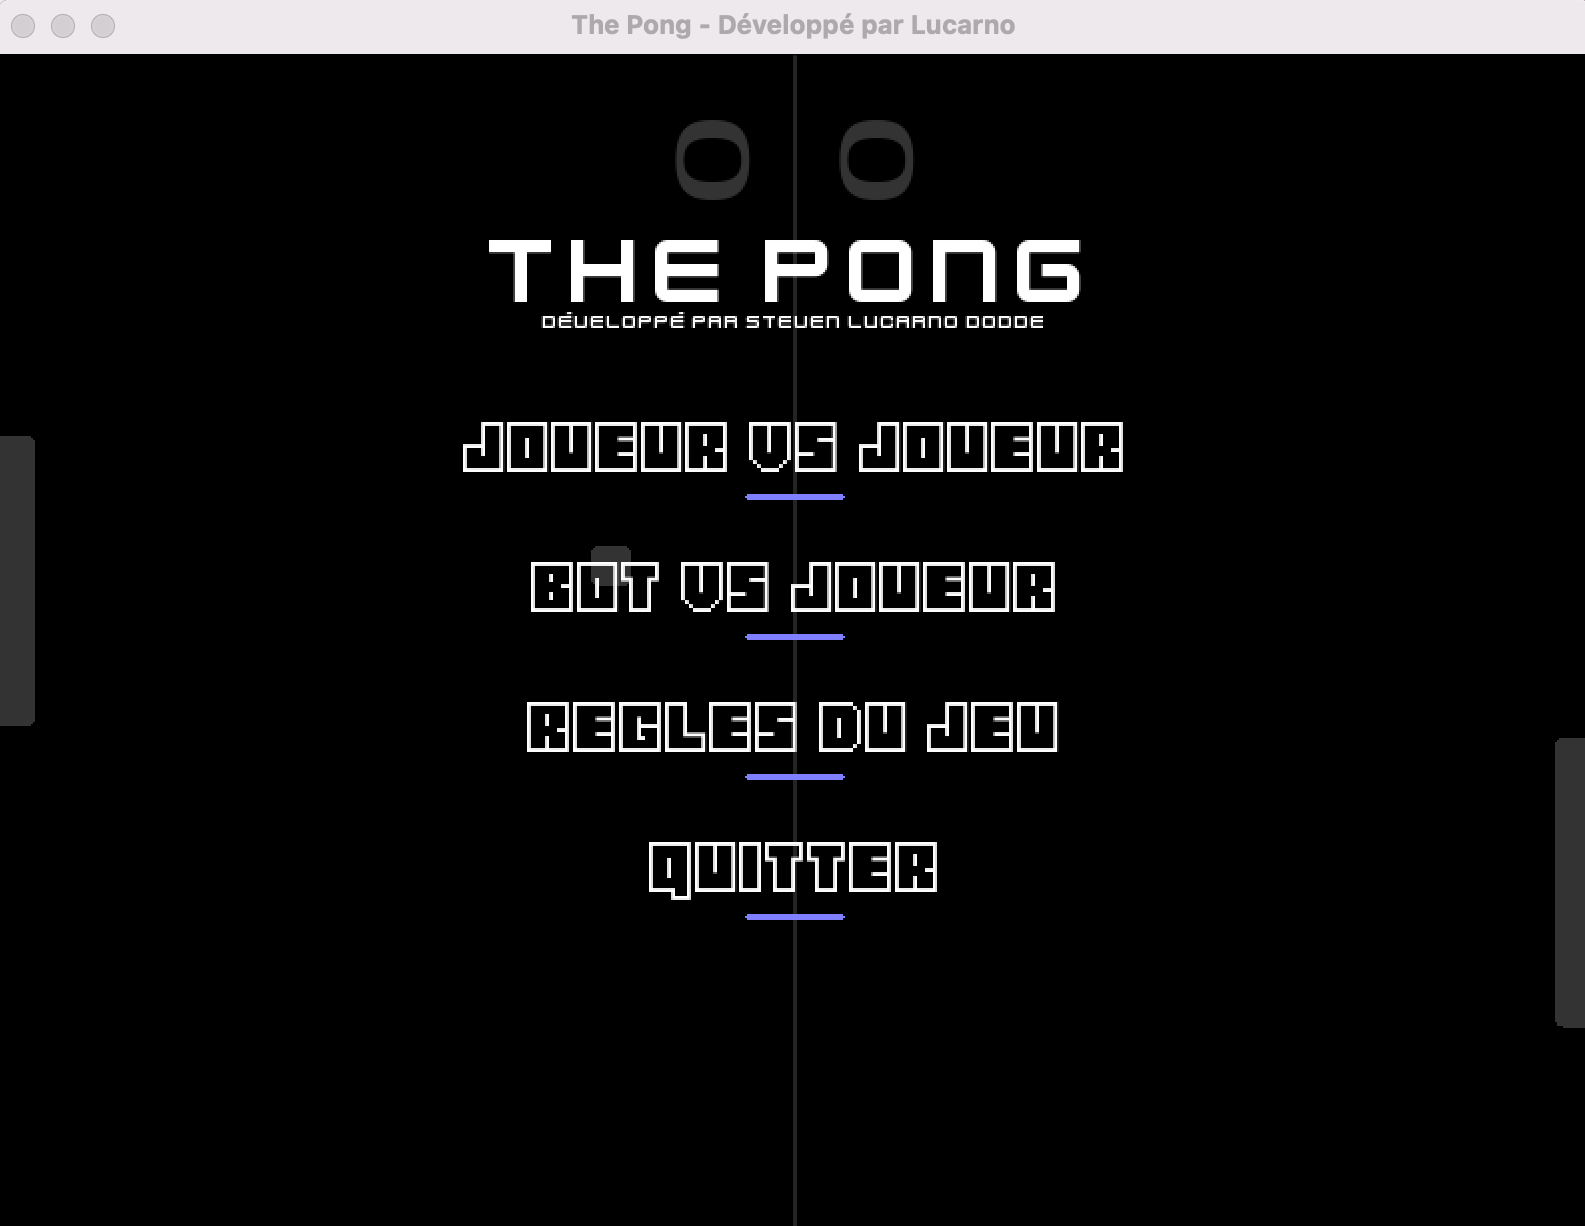 The Pong - Développé par Lucarno
0 0
THE PONG
DÉVELOPPÉ PAR STEVEN LUCARNO DODDE
JOUEUR VS JOUEUR
BOT VS JOUEUR
REGLES DU JEU
QUITTER